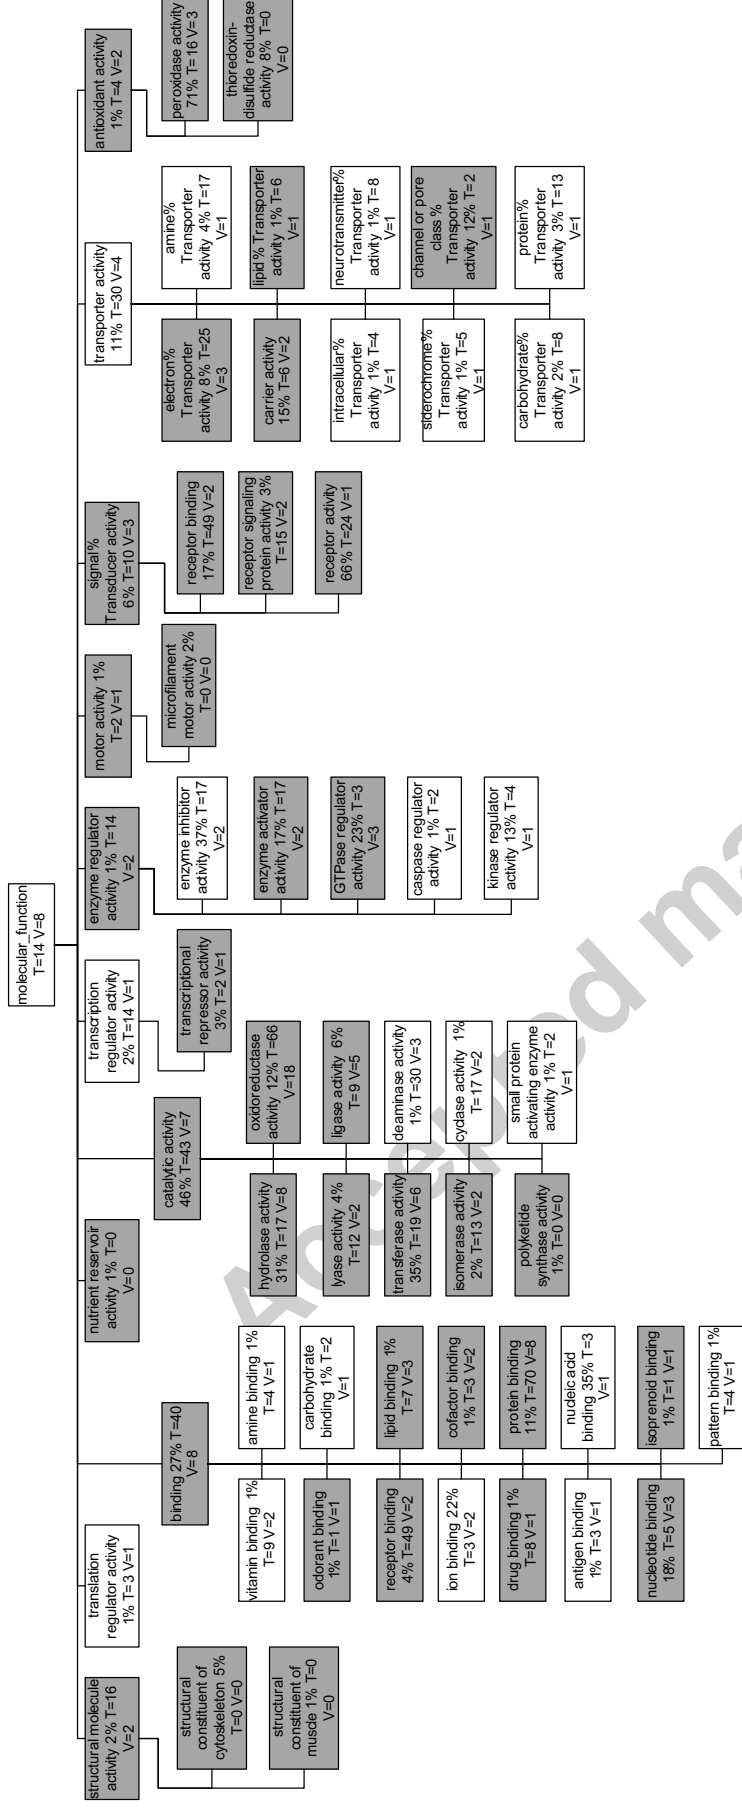 molecular_function
T=14 V=8
structural molecule
activity 2% T=16
V=2
structural
constituent of
cytoskeleton 5%
T=0 V=0
structural
constituent of
muscle 1% T=0
V=0
translation
regulator activity
1% T=3 V=1
binding 27% T=40
V=8
vitamin binding 1%
T=9 V=2
amine binding 1%
T=4 V=1
odorant binding
1% T=1 V=1
carbohydrate
binding 1% T=2
V=1
receptor binding
4% T=49 V=2
lipid binding 1%
T=7 V=3
ion binding 22%
T=3 V=2
cofactor binding
1% T=3 V=2
drug binding 1%
T=8 V=1
protein binding
11% T=70 V=8
antigen binding
1% T=3 V=1
nucleic acid
binding 35% T=3
V=1
nucleotide binding
18% T=5 V=3
isoprenoid binding
1% T=1 V=1
pattern binding 1%
T=4 V=1
nutrient reservoir
activity 1% T=0
V=0
catalytic activity
46% T=43 V=7
hydrolase activity
31% T=17 V=8
oxidoreductase
activity 12% T=66
V=18
lyase activity 4%
T=12 V=2
ligase activity 6%
T=9 V=5
transferase activity
35% T=19 V=6
deaminase activity
1% T=30 V=3
isomerase activity
2% T=13 V=2
cyclase activity 1%
T=17 V=2
polyketide
synthase activity
1% T=0 V=0
small protein
activating enzyme
activity 1% T=2
V=1
transcription
regulator activity
2% T=14 V=1
transcriptional
repressor activity
3% T=2 V=1
enzyme regulator
activity 1% T=14
V=2
enzyme inhibitor
activity 37% T=17
V=2
enzyme activator
activity 17% T=17
V=2
GTPase regulator
activity 23% T=3
V=3
caspase regulator
activity 1% T=2
V=1
kinase regulator
activity 13% T=4
V=1
motor activity 1%
T=2 V=1
microfilament
motor activity 2%
T=0 V=0
signal%
Transducer activity
6% T=10 V=3
receptor binding
17% T=49 V=2
receptor signaling
protein activity 3%
T=15 V=2
receptor activity
66% T=24 V=1
transporter activity
11% T=30 V=4
electron%
Transporter
activity 8% T=25
V=3
amine%
Transporter
activity 4% T=17
V=1
carrier activity
15% T=6 V=2
lipid% Transporter
activity 1% T=6
V=1
intracellular%
Transporter
activity 1% T=4
V=1
neurotransmitter%
Transporter
activity 1% T=8
V=1
siderochrome%
Transporter
activity 1% T=5
V=1
channel or pore
class %
Transporter
activity 12% T=2
V=1
carbohydrate%
Transporter
activity 2% T=8
V=1
protein%
Transporter
activity 3% T=13
V=1
antioxidant activity
1% T=4 V=2
peroxidase activity
71% T=16 V=3
thioredoxin-
disulfide reductase
activity 8% T=0
V=0
Accepted ma